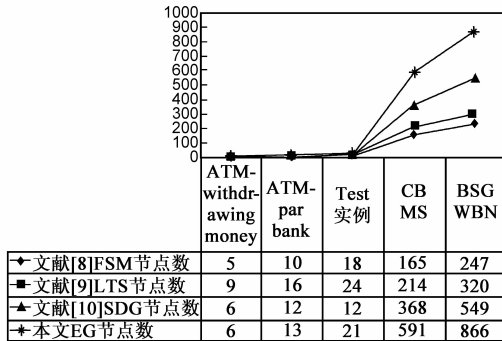 1000
900
800
700
600
500
400
300
200
100
0
ATM-
withdr-
awing
money
ATM-
par
bank
Test
实例
CB
MS
BSG
WBN
文献[8]FSM节点数 5 10 18 165 247
文献[9]LTS节点数 9 16 24 214 320
文献[10]SDG节点数 6 12 12 368 549
本文EG节点数 6 13 21 591 866